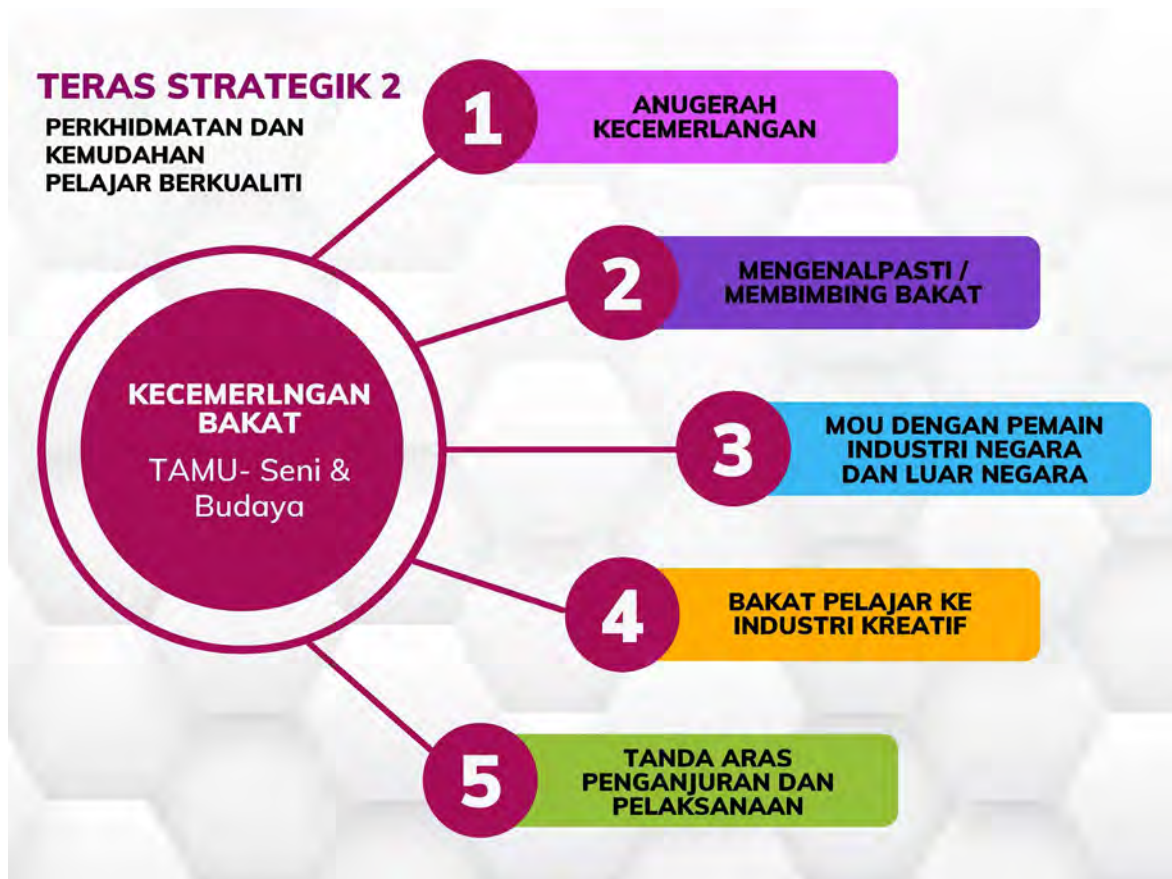 TERAS STRATEGIK 2
PERKHIDMATAN DAN
KEMUDAHAN
PELAJAR BERKUALITI
KECEMERLNGAN
BAKAT
TAMU- Seni &
Budaya
1
ANUGERAH
KECEMERLANGAN
2
MENGENALPASTI /
MEMBIMBING BAKAT
3
MOU DENGAN PEMAIN
INDUSTRI NEGARA
DAN LUAR NEGARA
4
BAKAT PELAJAR KE
INDUSTRI KREATIF
5
TANDA ARAS
PENGANJURAN DAN
PELAKSANAAN